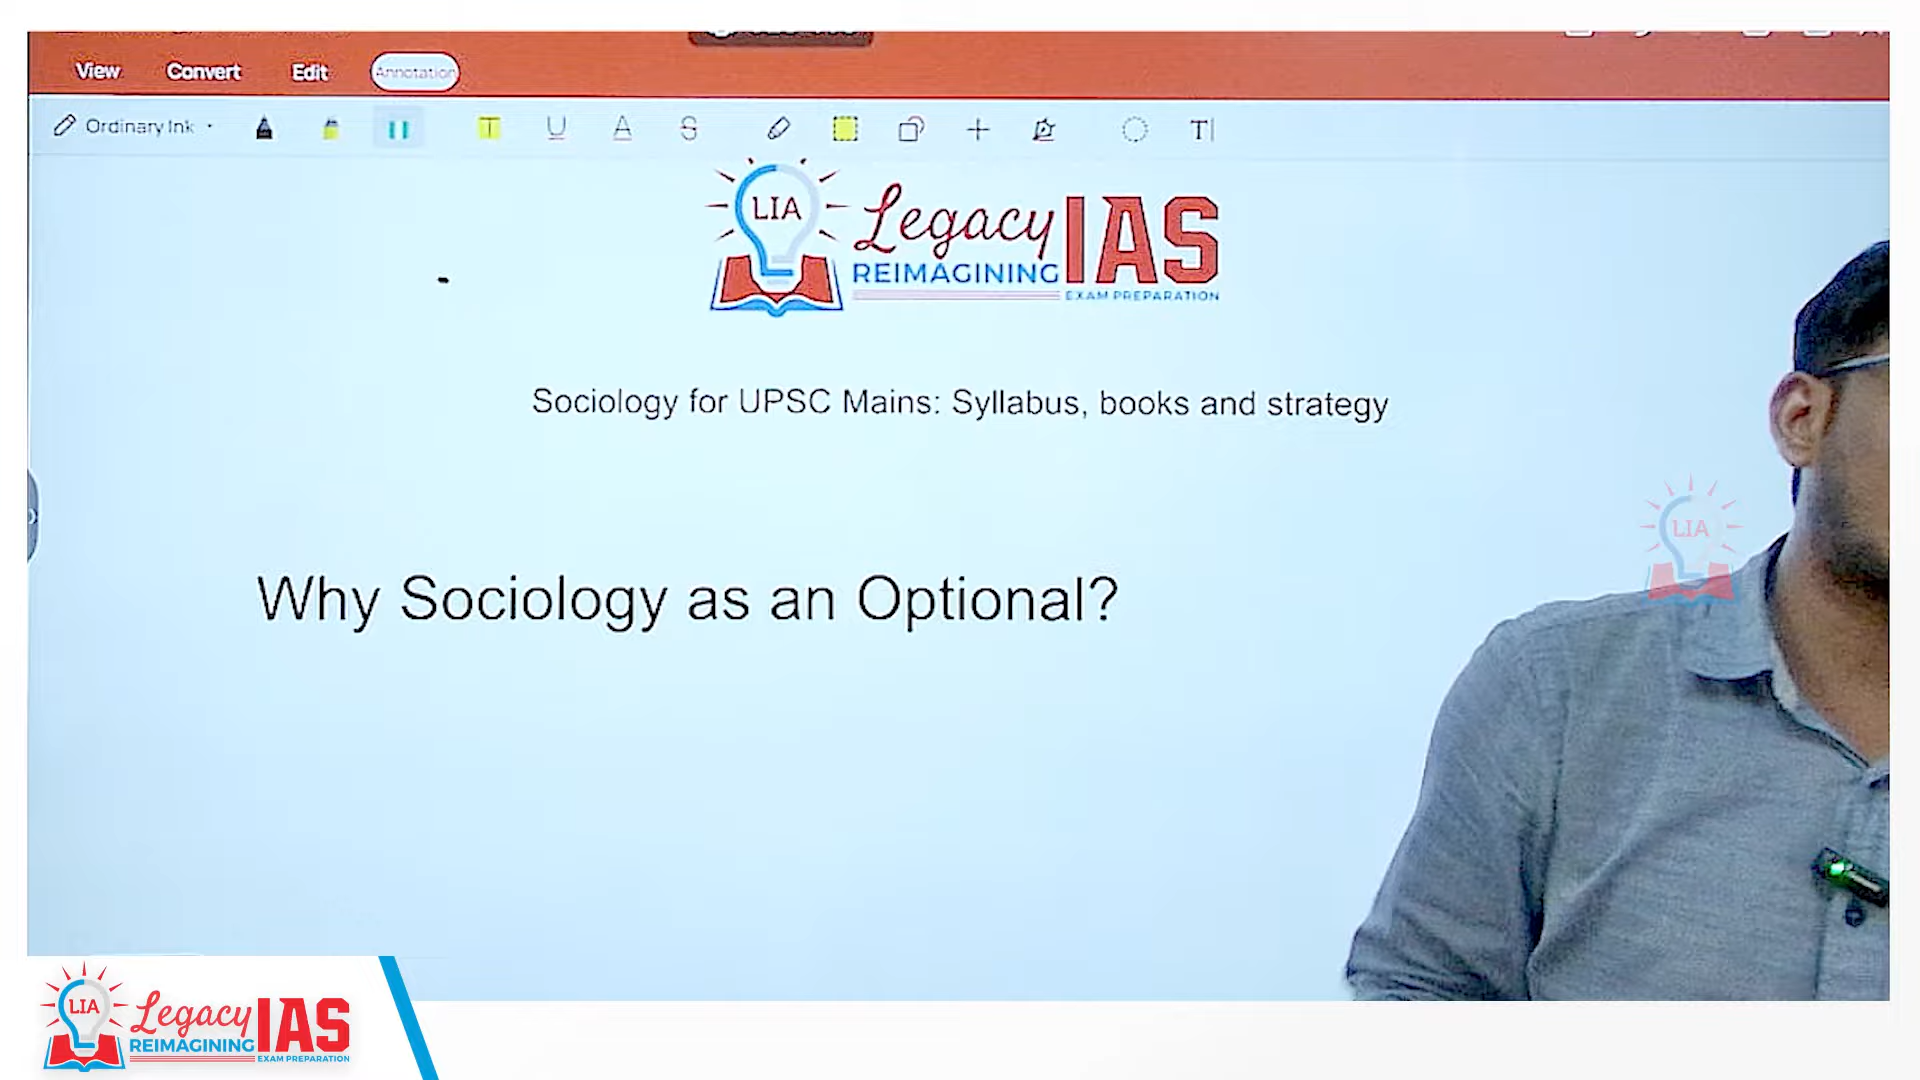 View Convert Edit Annotation
Ordinary Ink
LIA
Legacy IAS
REIMAGINING
EXAM PREPARATION
Sociology for UPSC Mains: Syllabus, books and strategy
LIA
Why Sociology as an Optional?
LIA
Legacy IAS
REIMAGINING
EXAM PREPARATION